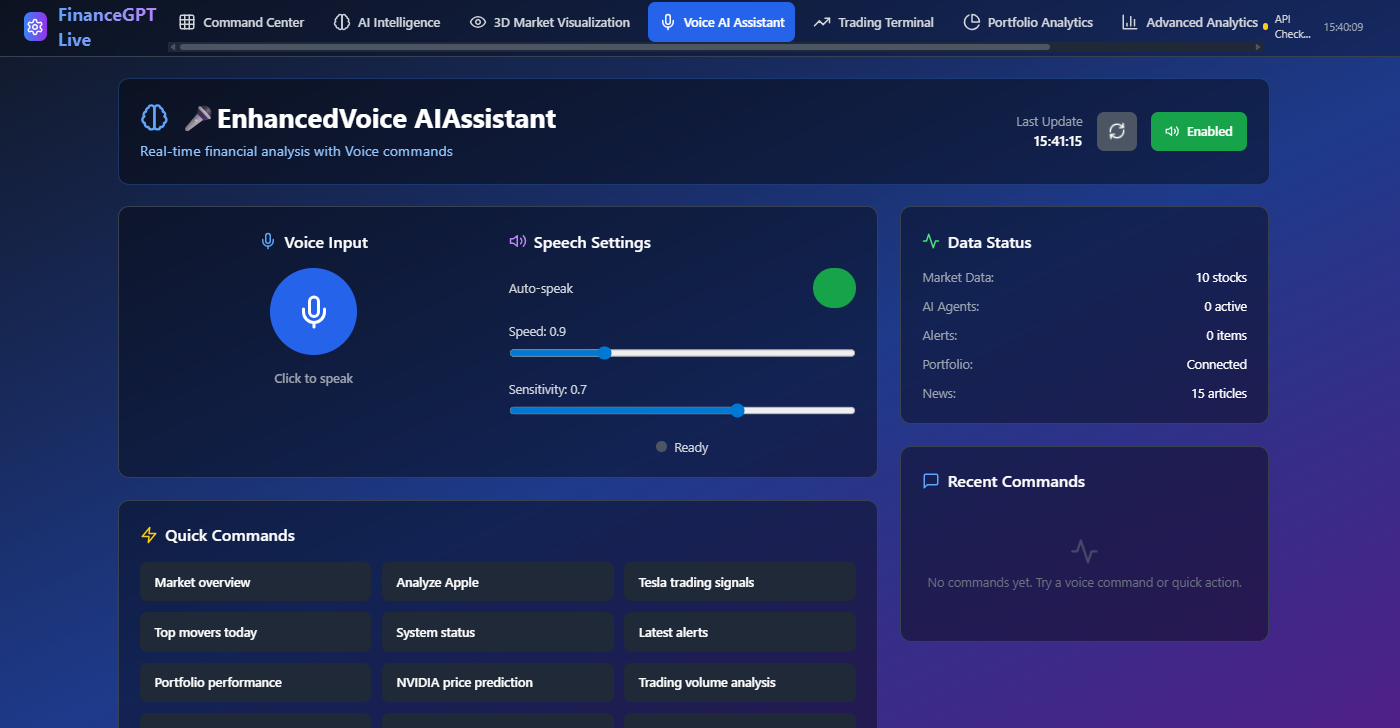 FinanceGPT
Live
Command Center
AI Intelligence
3D Market Visualization
Voice AI Assistant
Trading Terminal
Portfolio Analytics
Advanced Analytics
API
Check...
15:40:09
🎤 EnhancedVoice AIAssistant
Real-time financial analysis with Voice commands
Last Update
15:41:15
Enabled
Voice Input
Click to speak
Speech Settings
Auto-speak
Speed: 0.9
Sensitivity: 0.7
Ready
Data Status
Market Data: 10 stocks
AI Agents: 0 active
Alerts: 0 items
Portfolio: Connected
News: 15 articles
Recent Commands
No commands yet. Try a voice command or quick action.
Quick Commands
Market overview
Analyze Apple
Tesla trading signals
Top movers today
System status
Latest alerts
Portfolio performance
NVIDIA price prediction
Trading volume analysis